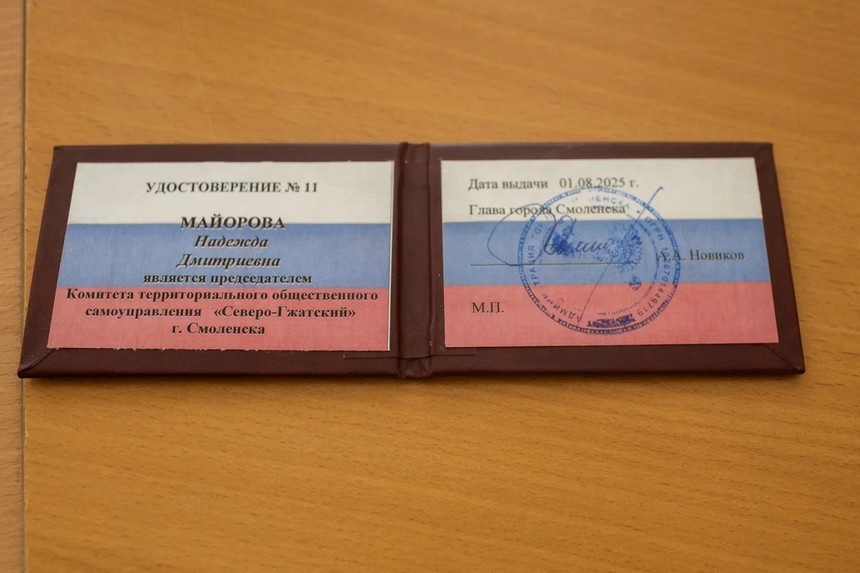 УДОСТОВЕРЕНИЕ № 11
МАЙОРОВА
Надежда
Дмитриевна
является председателем
Комитета территориального общественного
самоуправления «Северо-Гжатский»
г. Смоленска
Дата выдачи 01.08.2025 г.
Глава города Смоленска
А.А. Новиков
М.П.